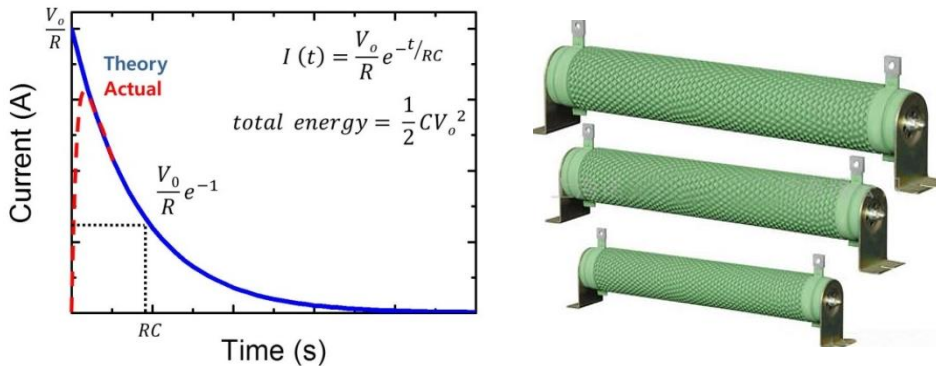 V_o/R
I (t) = V_o/R e^{-t/RC}
Theory
Actual
total energy = 1/2 CV_o^2
V_0/R e^{-1}
Current (A)
RC
Time (s)